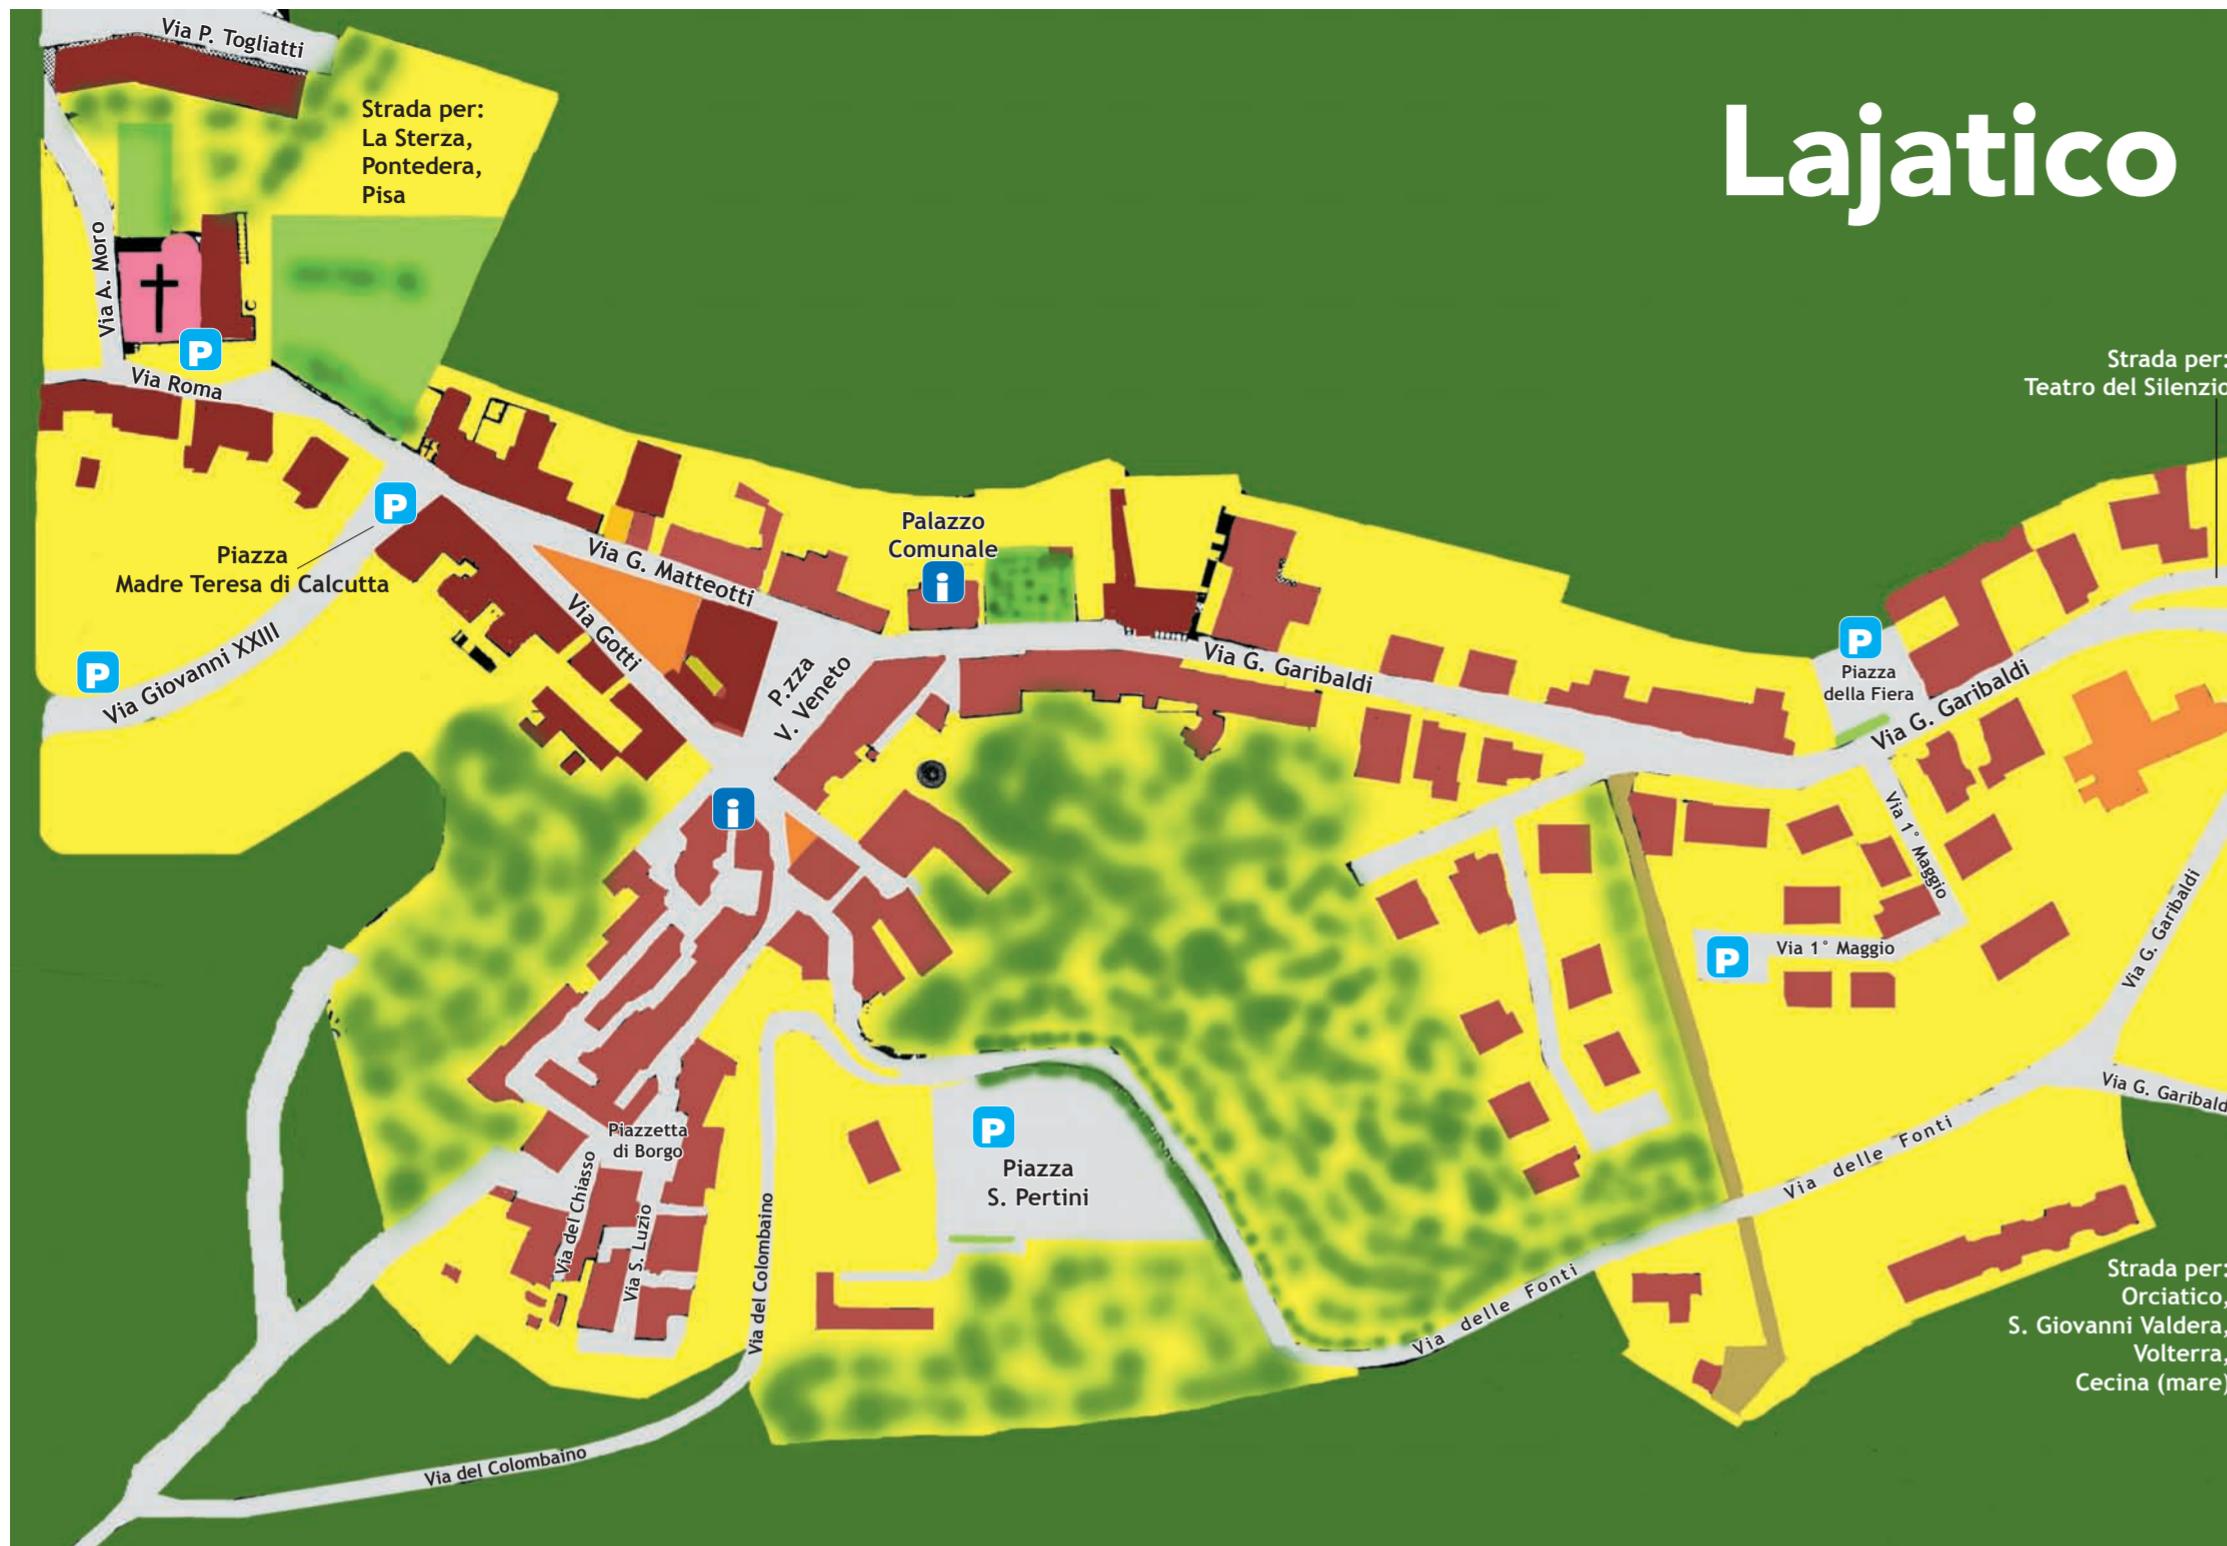 Via P. Togliatti
Strada per:
La Sterza,
Pontedera,
Pisa
Lajatico
Via A. Moro
P
Via Roma
Strada per:
Teatro del Silenzio
P
Piazza
Madre Teresa di Calcutta
Via G. Matteotti
Palazzo
Comunale
i
Via Gotti
Via Giovanni XXIII
P
P.zza
V. Veneto
Via G. Garibaldi
P
Piazza
della Fiera
Via G. Garibaldi
i
Via 1° Maggio
Via 1° Maggio
P
Via G. Garibaldi
Via G. Garibald
P
Piazza
S. Pertini
Piazzetta
di Borgo
Via del Chiasso
Via S. Luzio
Via del Colombaino
Via delle Fonti
Via delle Fonti
Strada per:
Orciatico,
S. Giovanni Valdera,
Volterra,
Cecina (mare)
Via del Colombaino